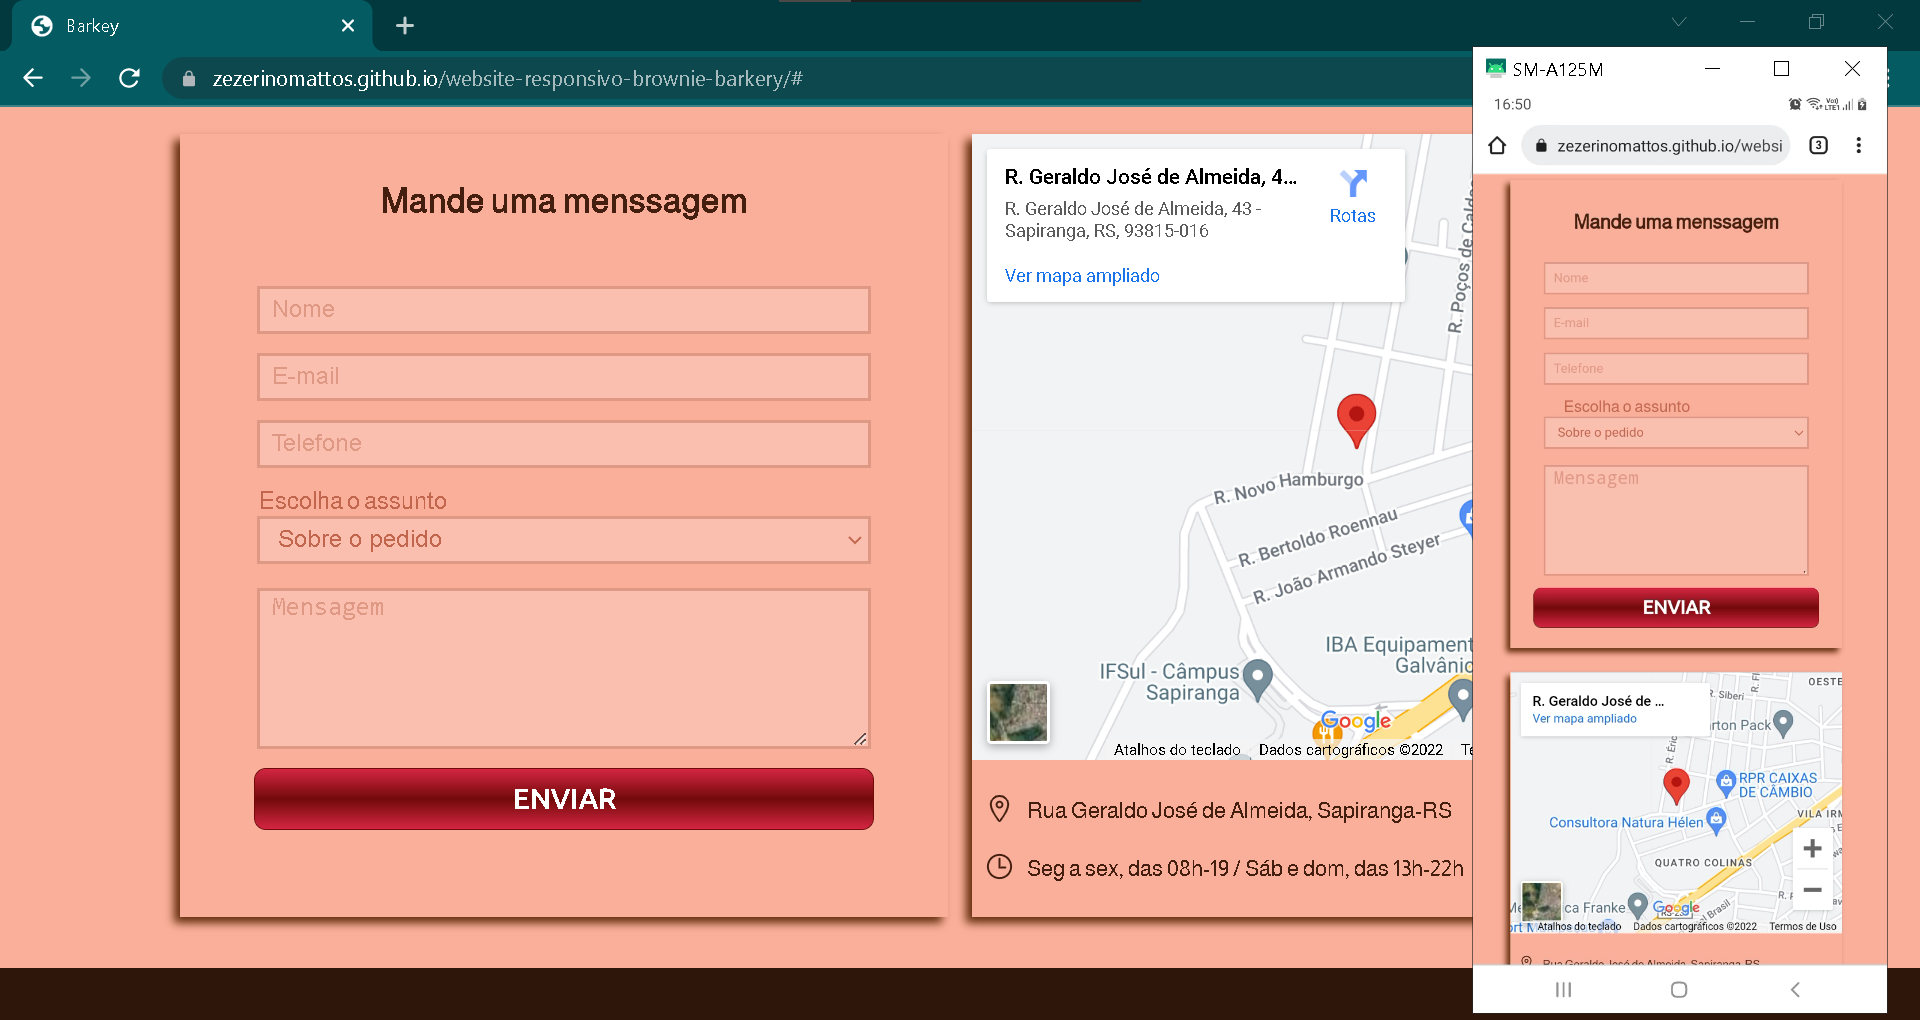 Barkey
zezerinomattos.github.io/website-responsivo-brownie-barkery/#
Mande uma menssagem
Nome
E-mail
Telefone
Escolha o assunto
Sobre o pedido
Mensagem
ENVIAR
R. Geraldo José de Almeida, 4...
R. Geraldo José de Almeida, 43 -
Sapiranga, RS, 93815-016
Rotas
Ver mapa ampliado
R. Poços de Caldas
R. Novo Hamburgo
R. Bertoldo Roennau
R. João Armando Steyer
IBA Equipament
Galvânic
IFSul - Câmpus
Sapiranga
Google
Atalhos do teclado
Dados cartográficos ©2022
Te
Rua Geraldo José de Almeida, Sapiranga-RS
Seg a sex, das 08h-19 / Sáb e dom, das 13h-22h
SM-A125M
16:50
zezerinomattos.github.io/websi
3
Mande uma menssagem
Nome
E-mail
Telefone
Escolha o assunto
Sobre o pedido
Mensagem
ENVIAR
R. Geraldo José de ...
Ver mapa ampliado
R. Siberi
OESTE
rton Pack
R. Éric
RPR CAIXAS
DE CÂMBIO
Consultora Natura Hélen
VILA IRM
QUATRO COLINAS
ca Franke
Google
Brasil
Atalhos do teclado
Dados cartográficos ©2022
Termos de Uso
Rua Geraldo José de Almeida, Sapiranga-RS